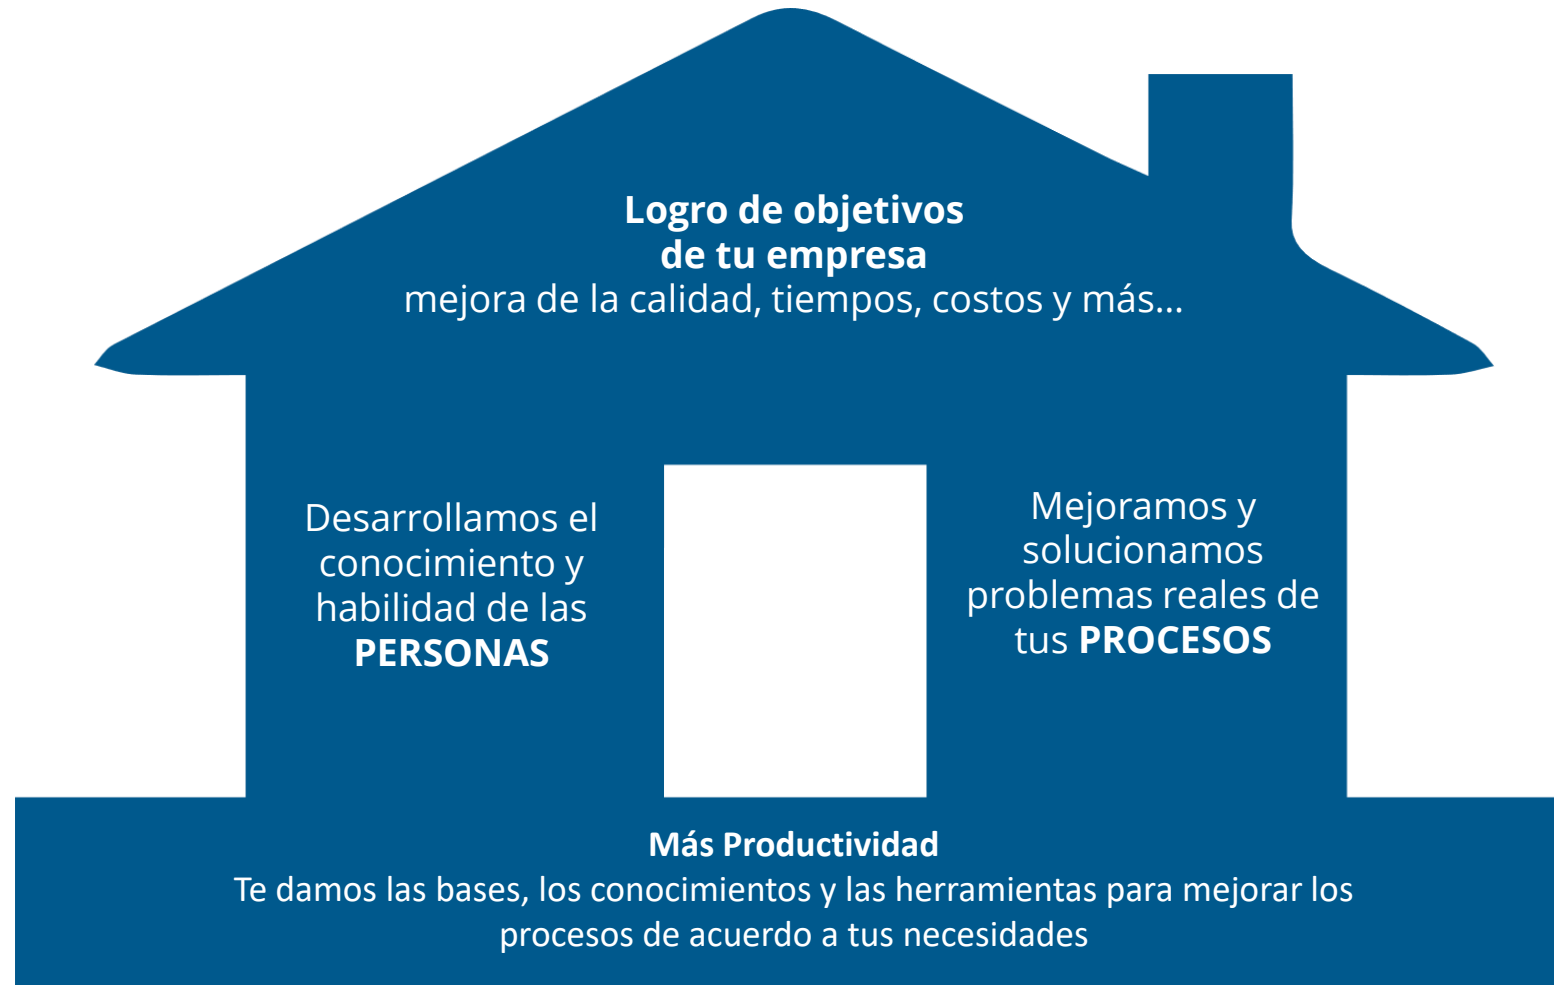 Logro de objetivos
de tu empresa
mejora de la calidad, tiempos, costos y más...
Desarrollamos el
conocimiento y
habilidad de las
PERSONAS
Mejoramos y
solucionamos
problemas reales de
tus PROCESOS
Más Productividad
Te damos las bases, los conocimientos y las herramientas para mejorar los
procesos de acuerdo a tus necesidades